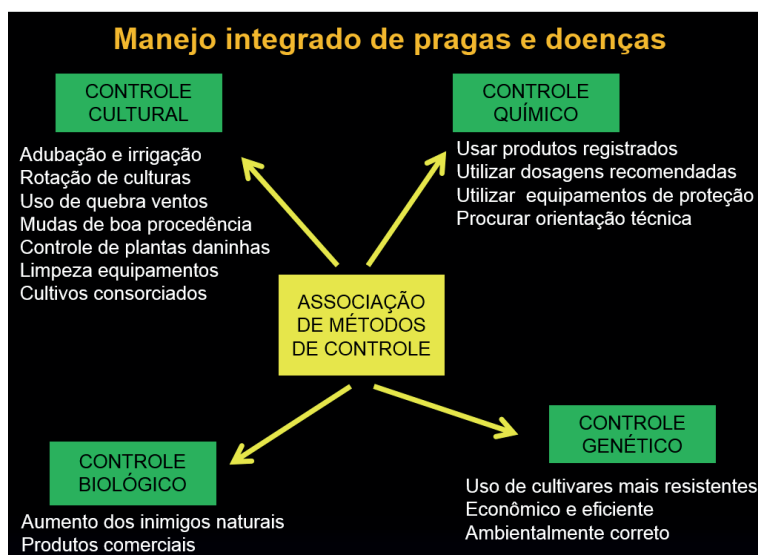 Manejo integrado de pragas e doenças
CONTROLE
CULTURAL
Adubação e irrigação
Rotação de culturas
Uso de quebra ventos
Mudas de boa procedência
Controle de plantas daninhas
Limpeza equipamentos
Cultivos consorciados
CONTROLE
QUÍMICO
Usar produtos registrados
Utilizar dosagens recomendadas
Utilizar equipamentos de proteção
Procurar orientação técnica
ASSOCIAÇÃO
DE MÉTODOS
DE CONTROLE
CONTROLE
BIOLÓGICO
Aumento dos inimigos naturais
Produtos comerciais
CONTROLE
GENÉTICO
Uso de cultivares mais resistentes
Econômico e eficiente
Ambientalmente correto